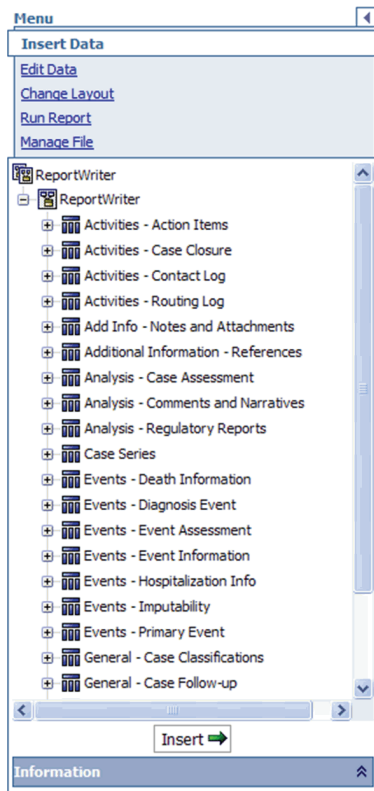 Menu
Insert Data
Edit Data
Change Layout
Run Report
Manage File
ReportWriter
ReportWriter
Activities - Action Items
Activities - Case Closure
Activities - Contact Log
Activities - Routing Log
Add Info - Notes and Attachments
Additional Information - References
Analysis - Case Assessment
Analysis - Comments and Narratives
Analysis - Regulatory Reports
Case Series
Events - Death Information
Events - Diagnosis Event
Events - Event Assessment
Events - Event Information
Events - Hospitalization Info
Events - Imputability
Events - Primary Event
General - Case Classifications
General - Case Follow-up
Insert
Information